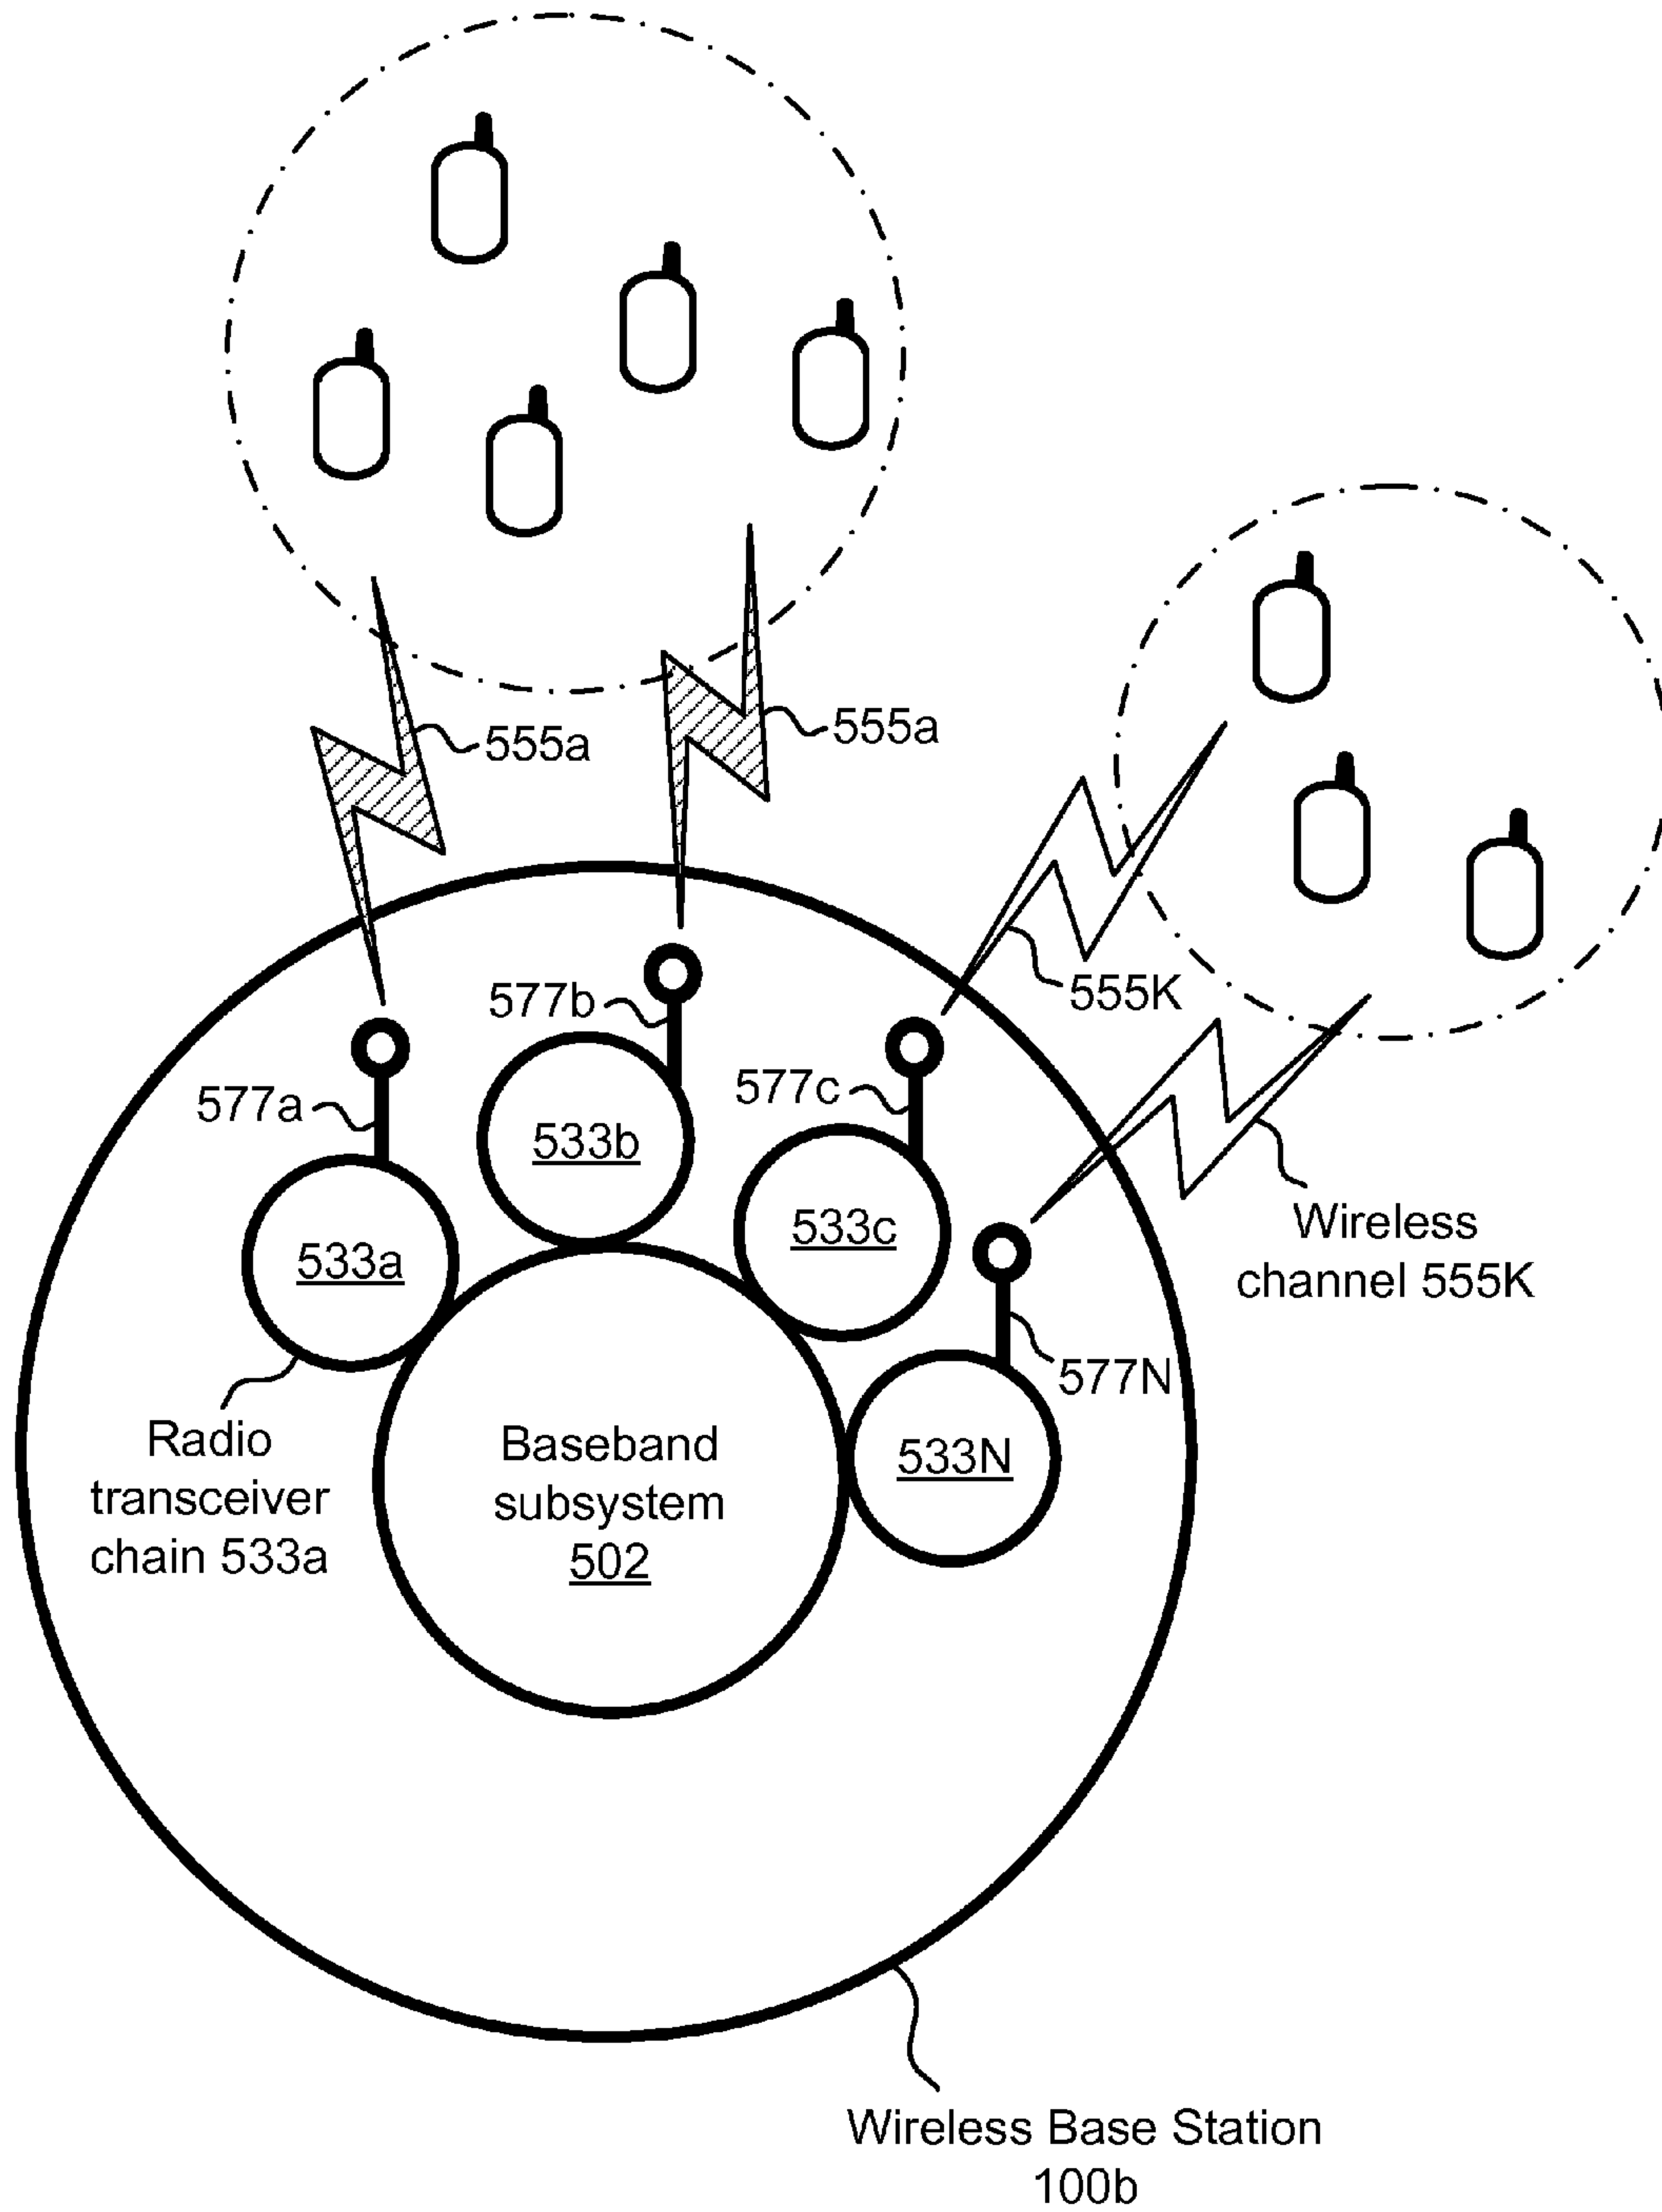 555a
555a
555K
577b
577a
577c
533b
533c
533a
Wireless
channel 555K
577N
Radio
transceiver
chain 533a
Baseband
subsystem
502
533N
Wireless Base Station
100b